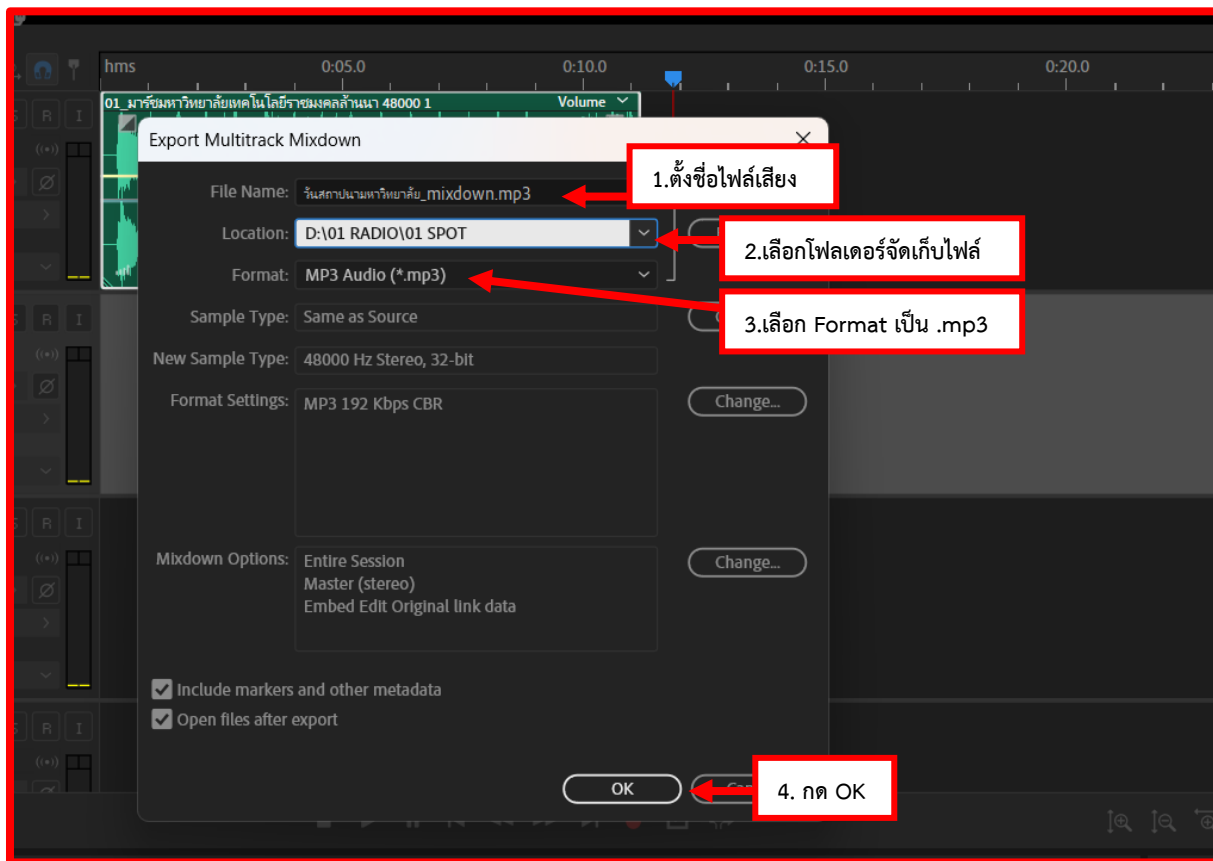 hms 0:05.0 0:10.0 0:15.0 0:20.0
01_มาร์ชมหาวิทยาลัยเทคโนโลยีราชมงคลล้านนา 48000 1 Volume
S R I
Export Multitrack Mixdown
1.ตั้งชื่อไฟล์เสียง
File Name: วันสถาปนามหาวิทยาลัย_mixdown.mp3
Location: D:\01 RADIO\01 SPOT
2.เลือกโฟลเดอร์จัดเก็บไฟล์
Format: MP3 Audio (*.mp3)
S R I
Sample Type: Same as Source
3.เลือก Format เป็น .mp3
New Sample Type: 48000 Hz Stereo, 32-bit
Format Settings: MP3 192 Kbps CBR
Change...
S R I
Mixdown Options: Entire Session
Change...
Master (stereo)
Embed Edit Original link data
Include markers and other metadata
Open files after export
S R I
OK
4. กด OK